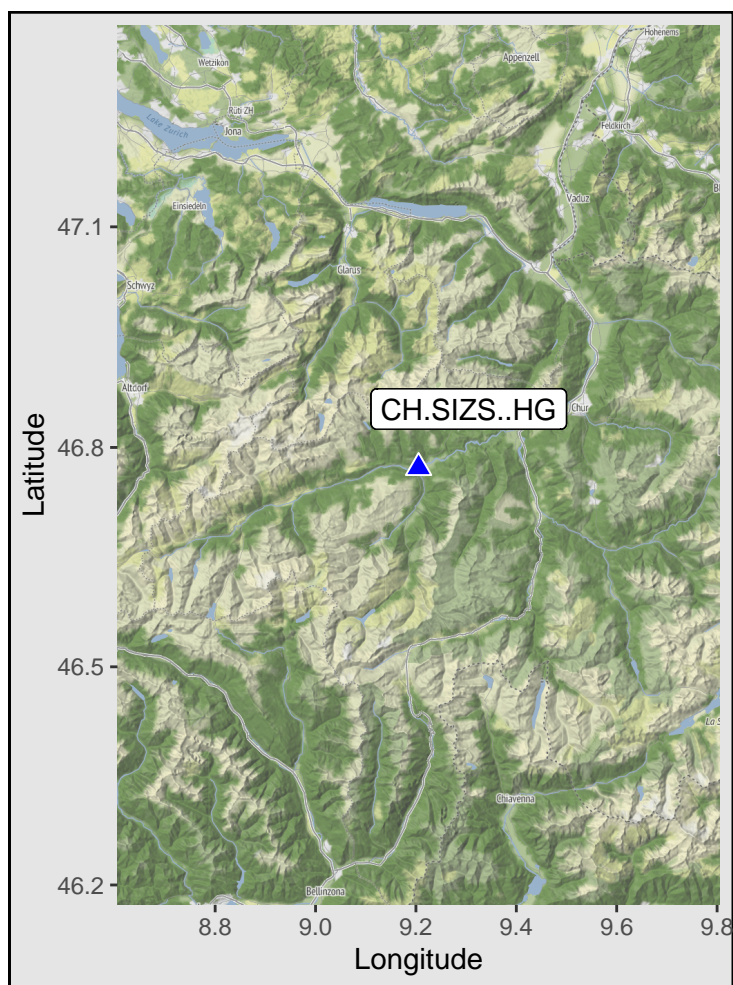 Hohenems
Appenzell
Wetzikon
Rüti ZH
Lake Zurich
Jona
Feldkirch
Vaduz
Einsiedeln
47.1
Glarus
Schwyz
Altdorf
CH.SIZS..HG
Chur
46.8
Latitude
46.5
La S
Chiavenna
46.2
Bellinzona
8.8 9.0 9.2 9.4 9.6 9.8
Longitude